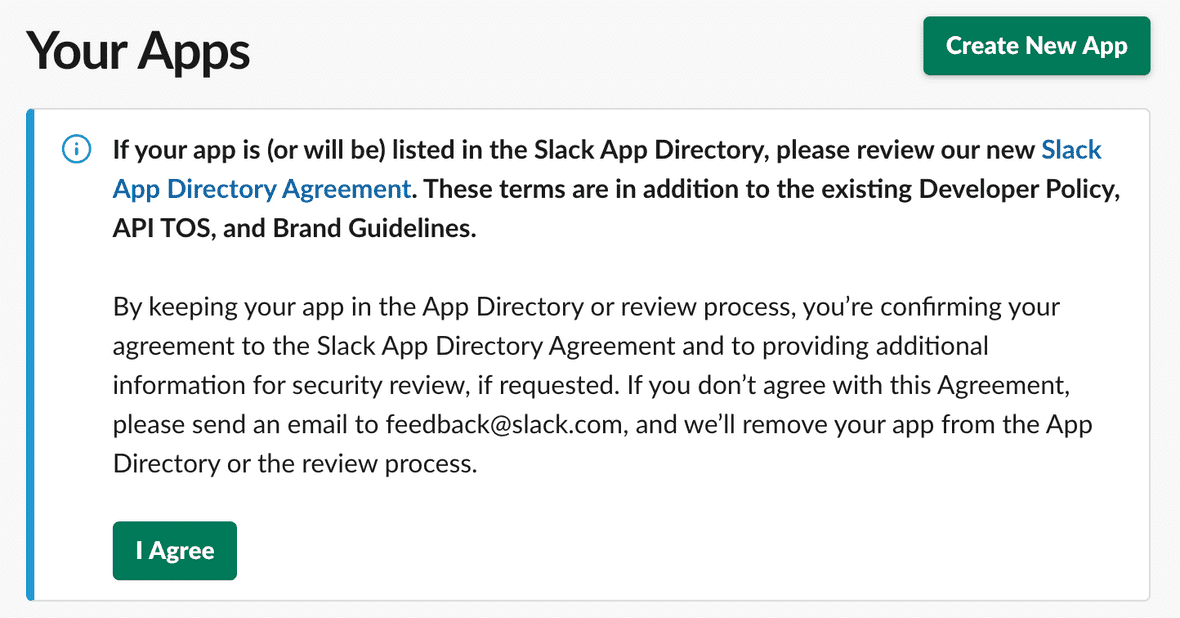 Your Apps
Create New App
If your app is (or will be) listed in the Slack App Directory, please review our new Slack
App Directory Agreement. These terms are in addition to the existing Developer Policy,
API TOS, and Brand Guidelines.
By keeping your app in the App Directory or review process, you’re confirming your
agreement to the Slack App Directory Agreement and to providing additional
information for security review, if requested. If you don’t agree with this Agreement,
please send an email to feedback@slack.com, and we’ll remove your app from the App
Directory or the review process.
I Agree